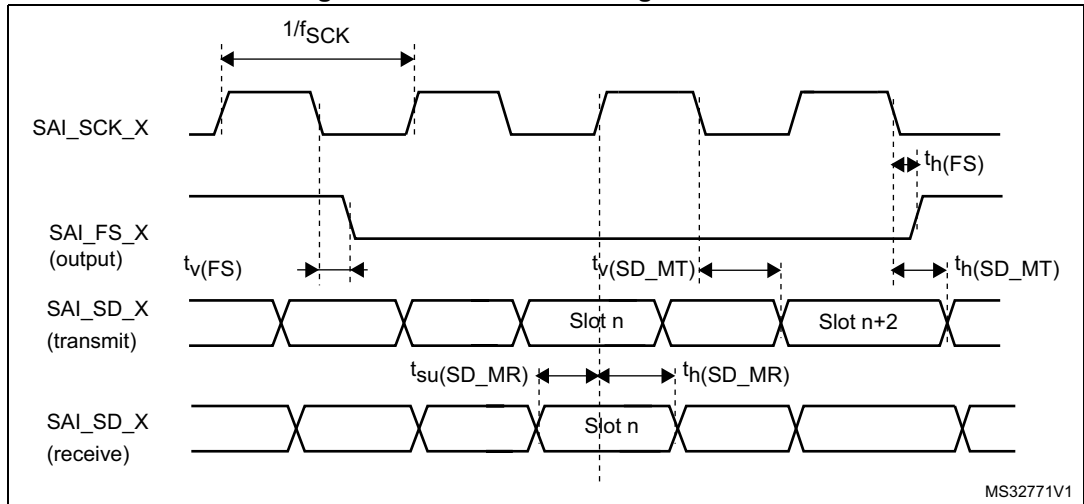 1/fSCK
SAI_SCK_X
th(FS)
SAI_FS_X
(output)
tv(FS)
tv(SD_MT)
th(SD_MT)
SAI_SD_X
(transmit)
Slot n
Slot n+2
tsu(SD_MR)
th(SD_MR)
SAI_SD_X
(receive)
Slot n
MS32771V1